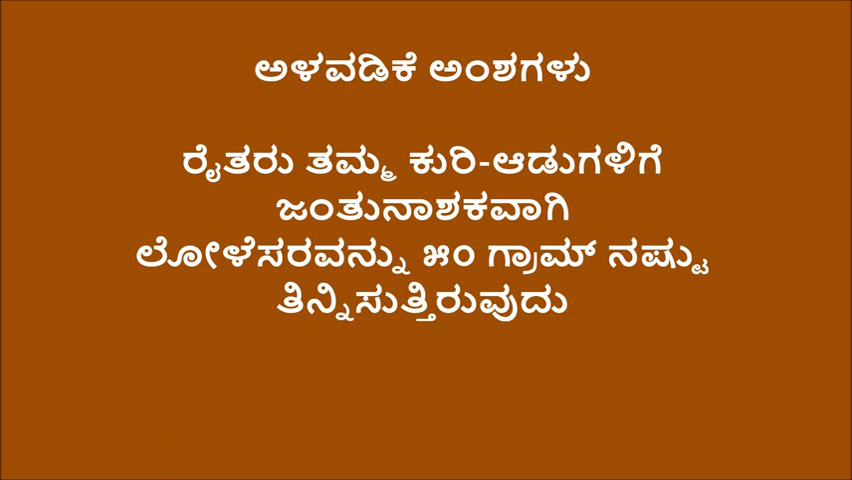 ಅಳವಡಿಕೆ ಅಂಶಗಳು
ರೈತರು ತಮ್ಮ ಕುರಿ-ಆಡುಗಳಿಗೆ
ಜಂತುನಾಶಕವಾಗಿ
ಲೋಳೆಸರವನ್ನು ೫೦ ಗ್ರಾಮ್ ನಷ್ಟು
ತಿನ್ನಿಸುತ್ತಿರುವುದು